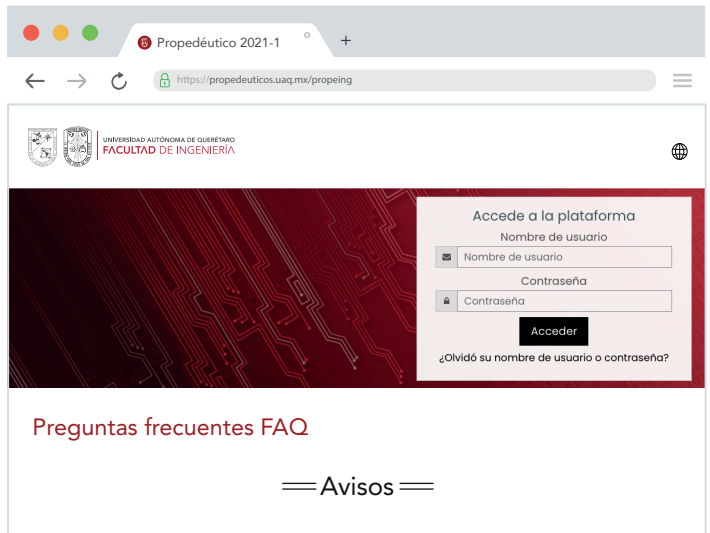 Propedéutico 2021-1
https://propedeuticos.uaq.mx/propeing
UNIVERSIDAD AUTÓNOMA DE QUERÉTARO
FACULTAD DE INGENIERÍA
Accede a la plataforma
Nombre de usuario
Nombre de usuario
Contraseña
Contraseña
Acceder
¿Olvidó su nombre de usuario o contraseña?
Preguntas frecuentes FAQ
Avisos